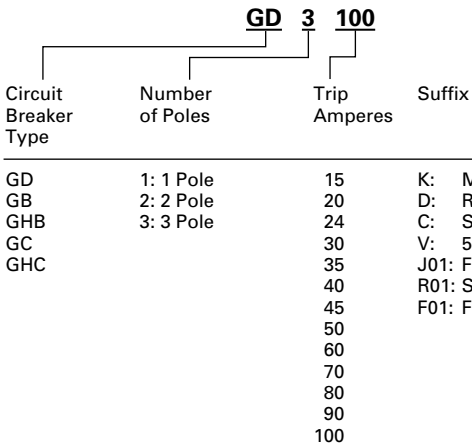 GD 3 100
Circuit Breaker Type
Number of Poles
Trip Amperes
Suffix
GD
GB
GHB
GC
GHC
1: 1 Pole
2: 2 Pole
3: 3 Pole
15
20
24
30
35
40
45
50
60
70
80
90
100
K:
D:
C:
V:
J01:
R01:
F01: